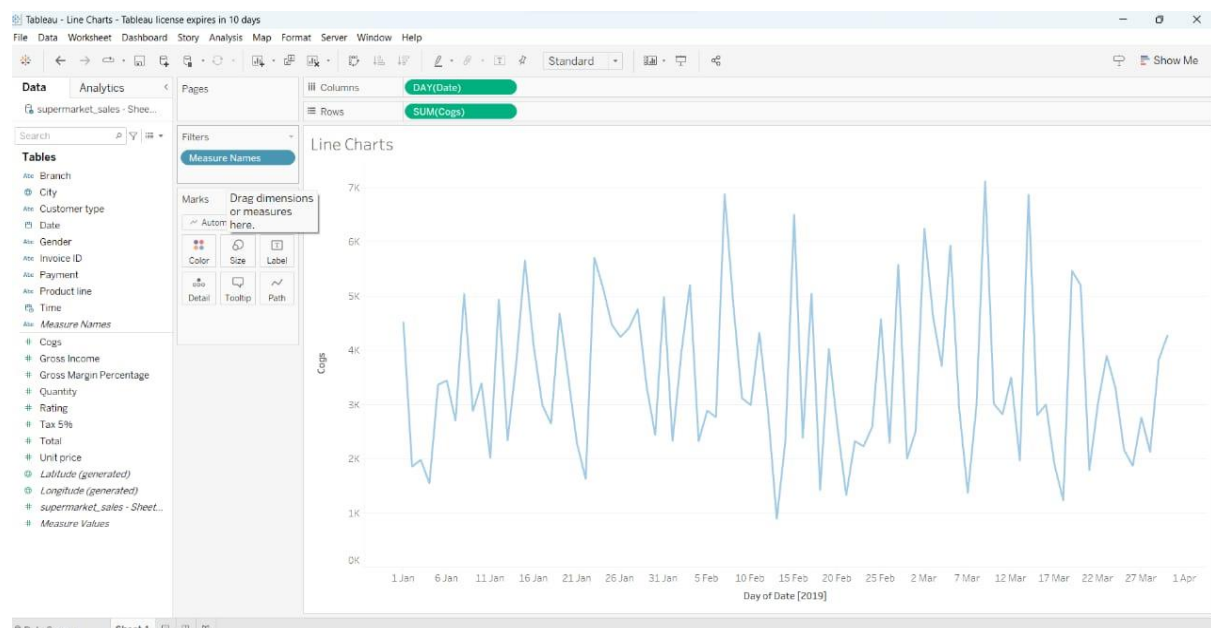 Tableau - Line Charts - Tableau license expires in 10 days
File Data Worksheet Dashboard Story Analysis Map Format Server Window Help
Standard
Show Me
Data Analytics
supermarket_sales - Shee...
Search
Tables
Abc Branch
City
Abc Customer type
Date
Abc Gender
Abc Invoice ID
Abc Payment
Abc Product line
Time
Abc Measure Names
# Cogs
# Gross Income
# Gross Margin Percentage
# Quantity
# Rating
# Tax 5%
# Total
# Unit price
Latitude (generated)
Longitude (generated)
# supermarket_sales - Sheet...
# Measure Values
Pages
Filters
Measure Names
Marks
Drag dimensions
or measures
here.
Autom
Color Size Label
Detail Tooltip Path
Columns DAY(Date)
Rows SUM(Cogs)
Line Charts
7K
6K
5K
4K
3K
2K
1K
0K
Cogs
1 Jan 6 Jan 11 Jan 16 Jan 21 Jan 26 Jan 31 Jan 5 Feb 10 Feb 15 Feb 20 Feb 25 Feb 2 Mar 7 Mar 12 Mar 17 Mar 22 Mar 27 Mar 1 Apr
Day of Date [2019]